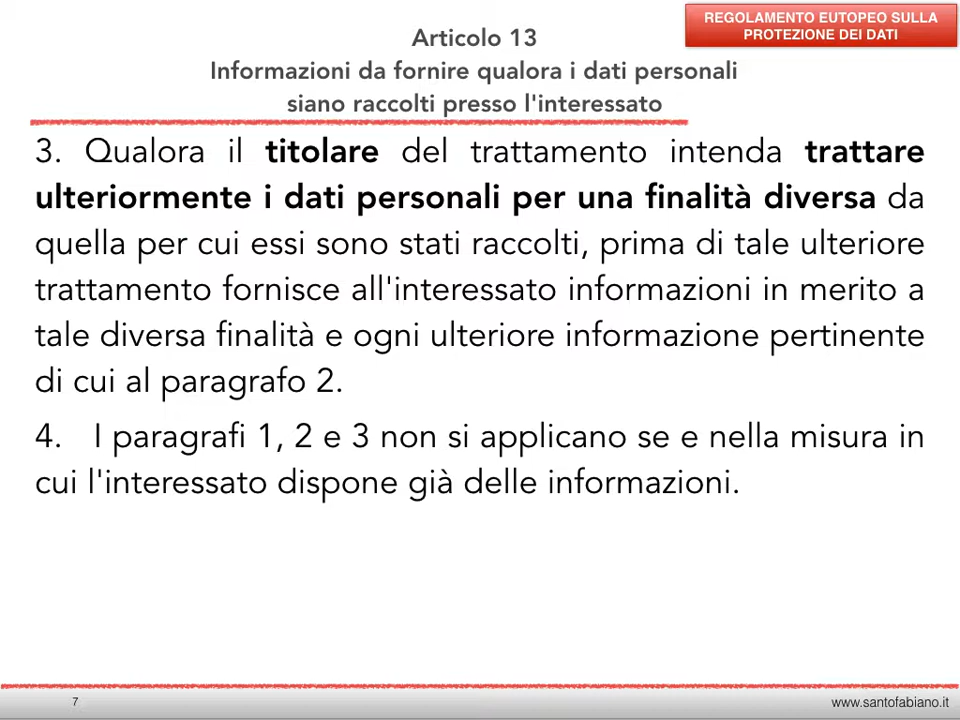 REGOLAMENTO EUTOPEO SULLA
PROTEZIONE DEI DATI
Articolo 13
Informazioni da fornire qualora i dati personali
siano raccolti presso l'interessato
3. Qualora il titolare del trattamento intenda trattare
ulteriormente i dati personali per una finalità diversa da
quella per cui essi sono stati raccolti, prima di tale ulteriore
trattamento fornisce all'interessato informazioni in merito a
tale diversa finalità e ogni ulteriore informazione pertinente
di cui al paragrafo 2.
4. I paragrafi 1, 2 e 3 non si applicano se e nella misura in
cui l'interessato dispone già delle informazioni.
7
www.santofabiano.it